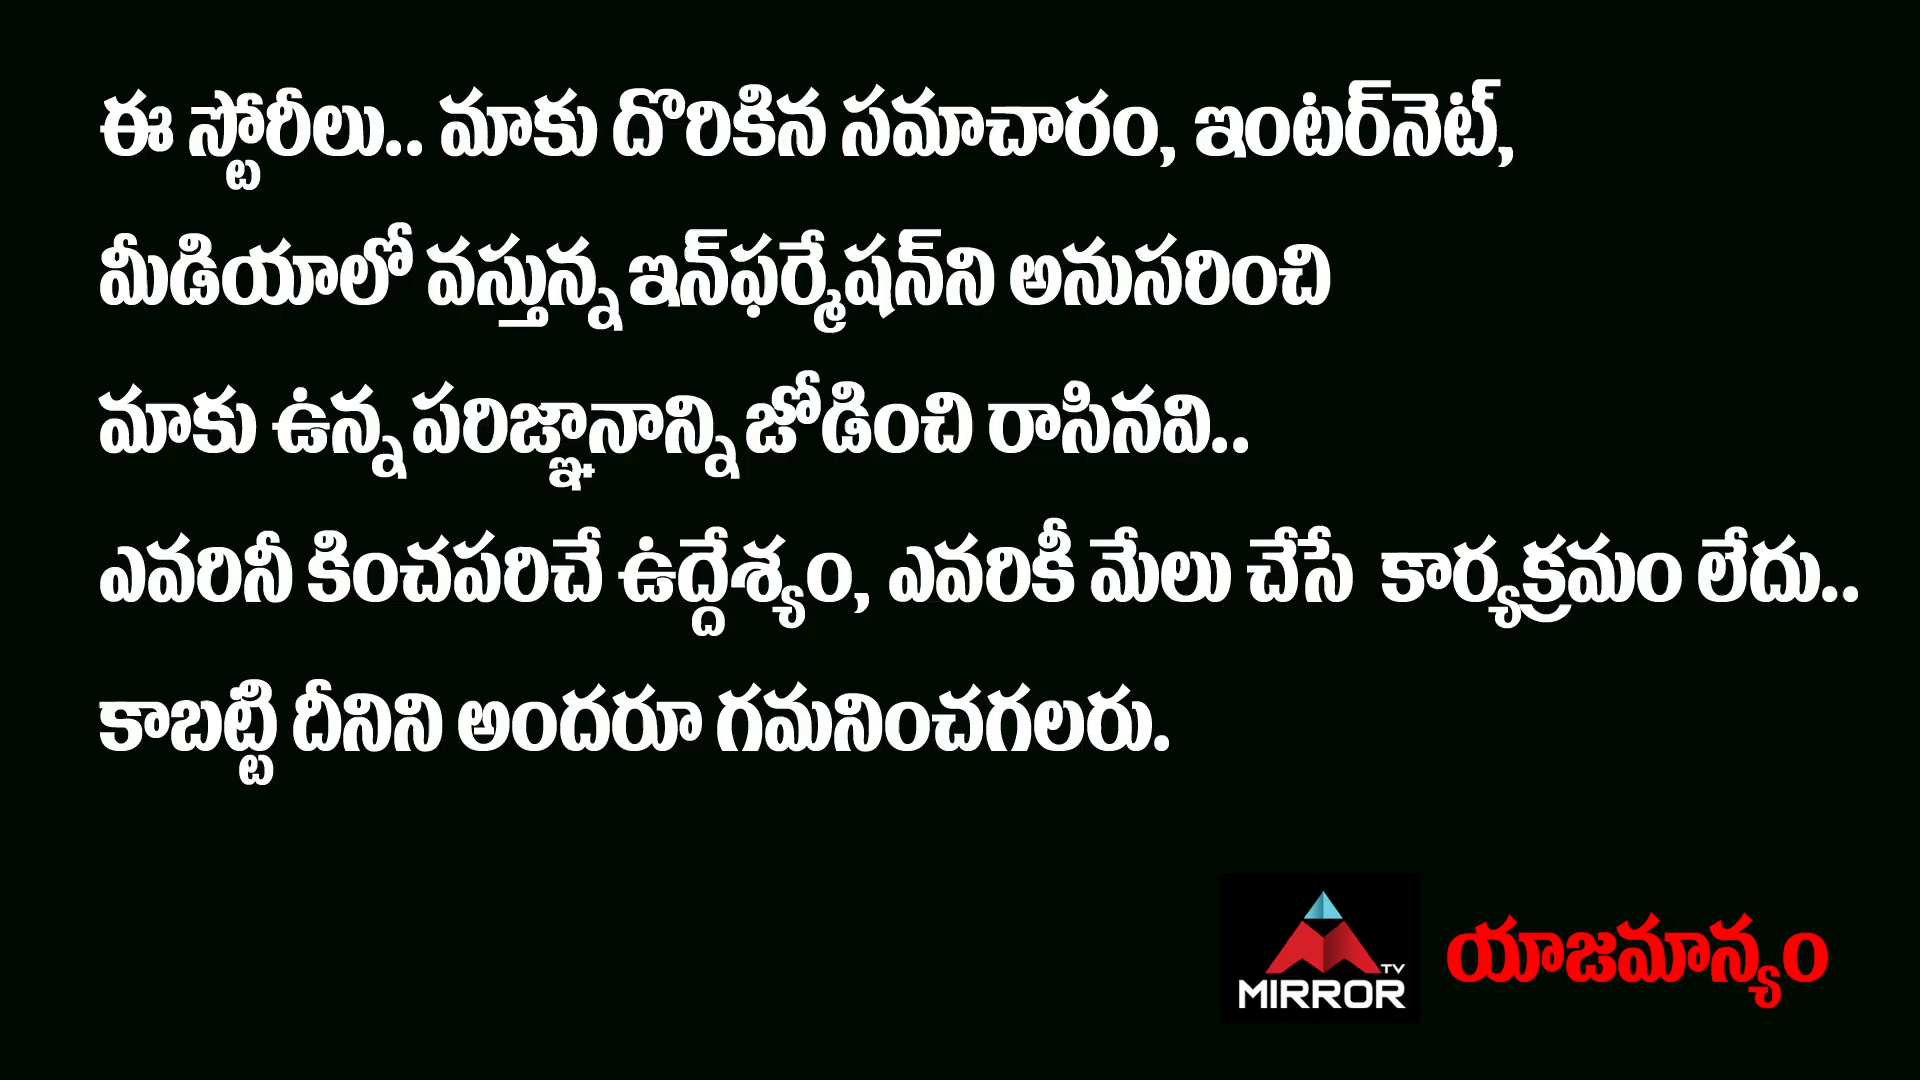 ఈ స్టోరీలు.. మాకు దొరికిన సమాచారం, ఇంటర్‌నెట్,
మీడియాలో వస్తున్న ఇన్‌ఫర్మేషన్‌ని అనుసరించి
మాకు ఉన్న పరిజ్ఞానాన్ని జోడించి రాసినవి..
ఎవరినీ కించపరిచే ఉద్దేశ్యం, ఎవరికీ మేలు చేసే కార్యక్రమం లేదు..
కాబట్టి దీనిని అందరూ గమనించగలరు.
TV
MIRROR
యాజమాన్యం